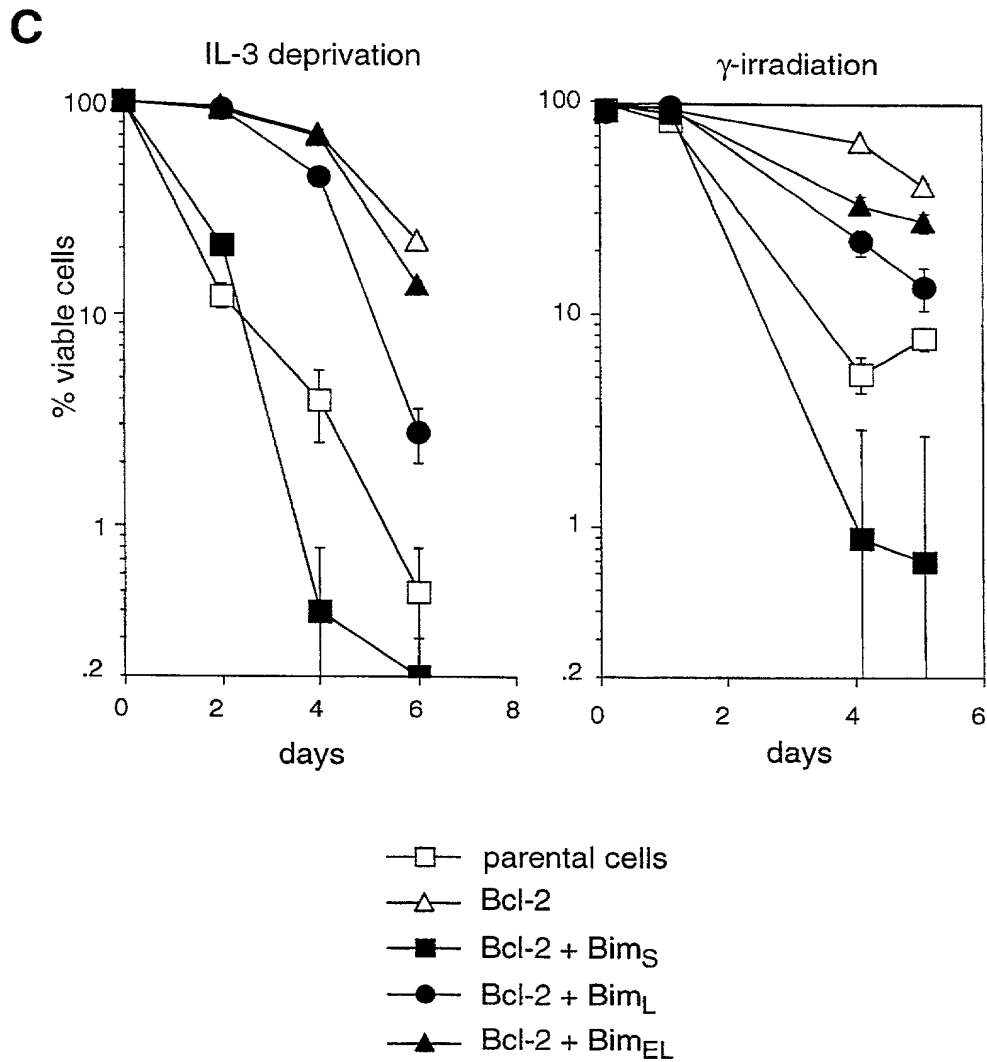 C
IL-3 deprivation
γ-irradiation
% viable cells
100
10
1
.2
0 2 4 6 8
days
100
10
1
.2
0 2 4 6
days
parental cells
Bcl-2
Bcl-2 + BimS
Bcl-2 + BimL
Bcl-2 + BimEL